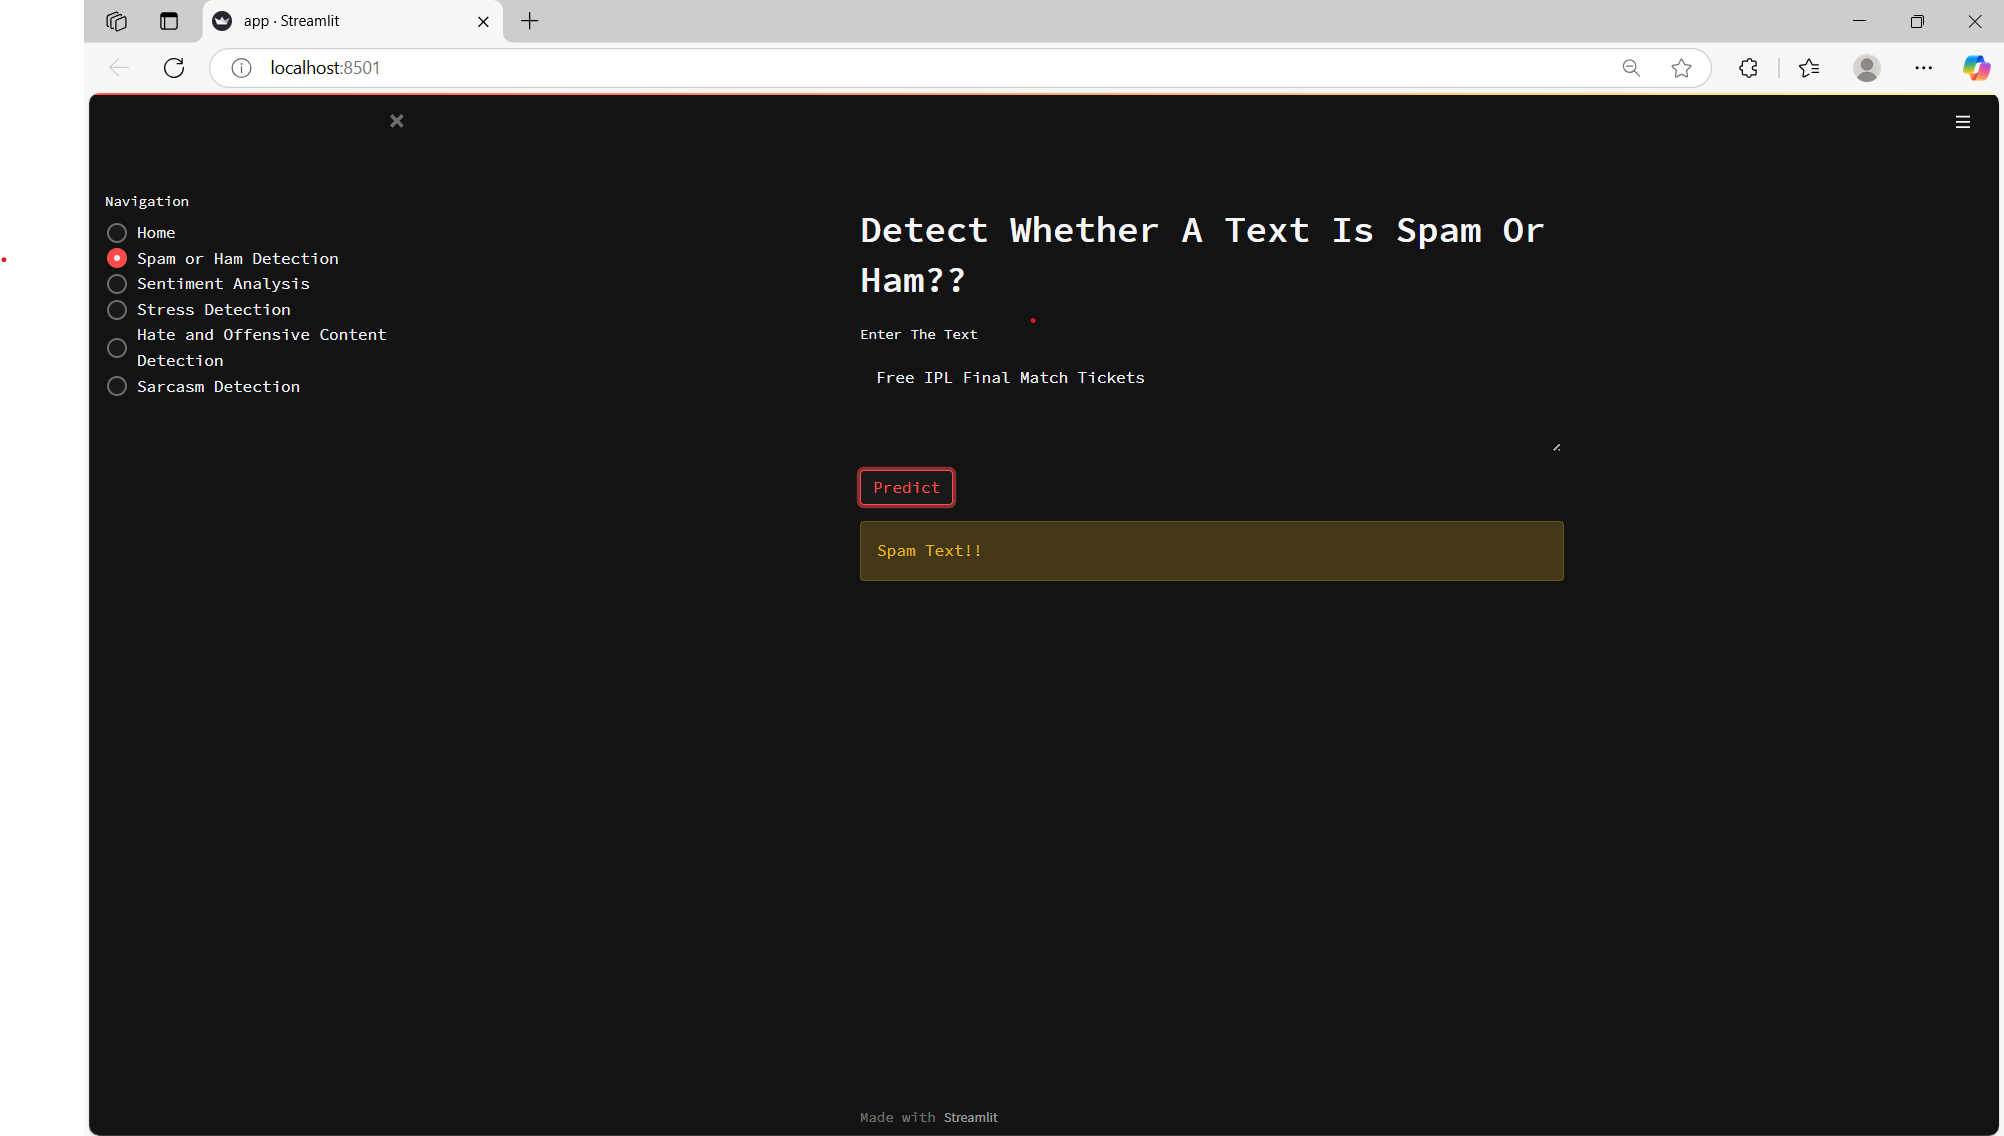 app · Streamlit
localhost:8501
Navigation
Home
Spam or Ham Detection
Sentiment Analysis
Stress Detection
Hate and Offensive Content
Detection
Sarcasm Detection
Detect Whether A Text Is Spam Or
Ham??
Enter The Text
Free IPL Final Match Tickets
Predict
Spam Text!!
Made with Streamlit